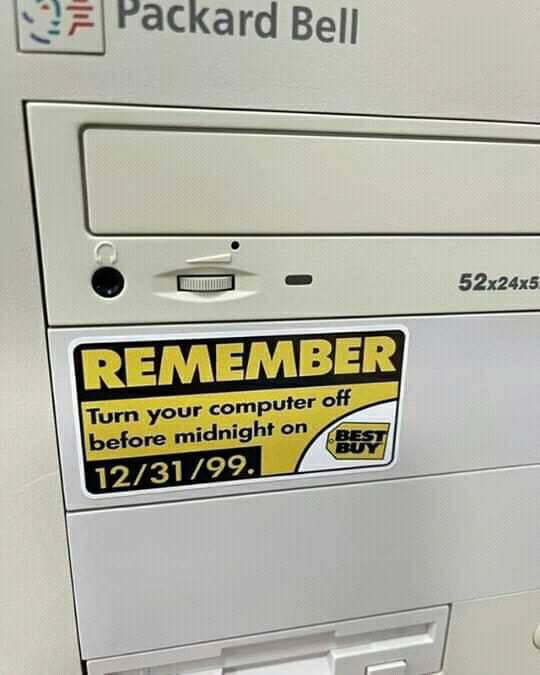 Packard Bell
52x24x5
REMEMBER
Turn your computer off
before midnight on
12/31/99.
BEST
BUY